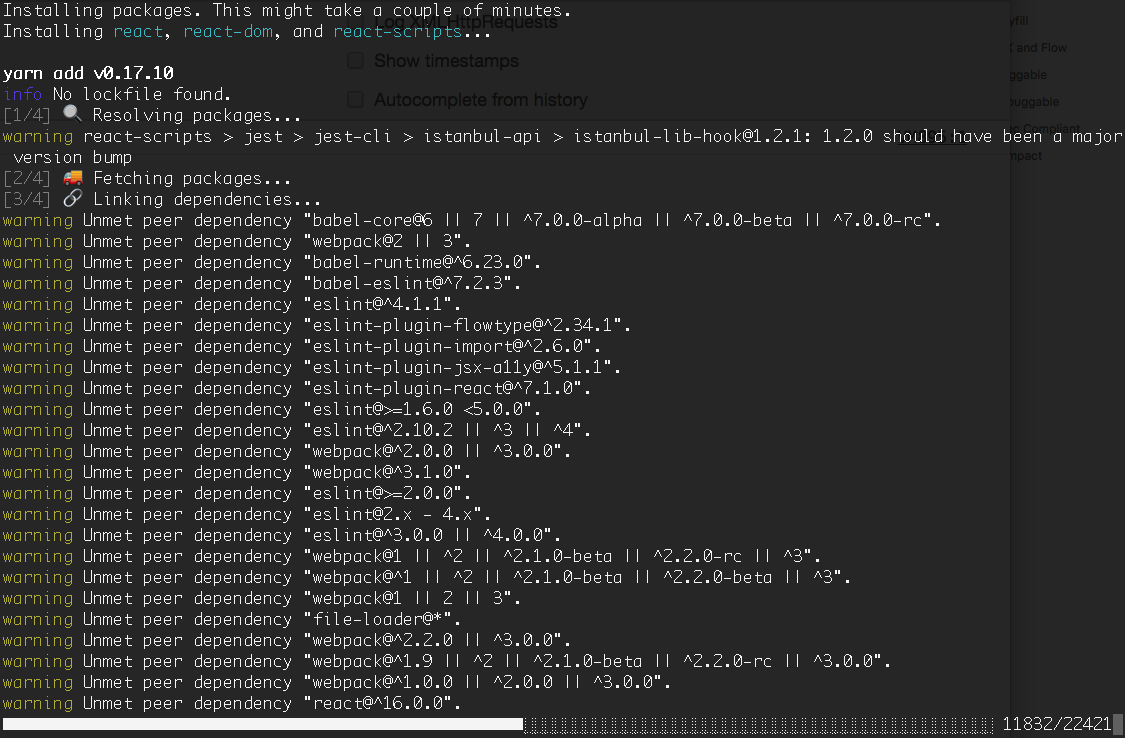 Installing packages. This might take a couple of minutes.
Installing react, react-dom, and react-scripts...
Log XMLHttpRequests
Show timestamps
Autocomplete from history
yarn add v0.17.10
info No lockfile found.
[1/4] 🔍 Resolving packages...
warning react-scripts > jest > jest-cli > istanbul-api > istanbul-lib-hook@1.2.1: 1.2.0 should have been a major
version bump
[2/4] 🚚 Fetching packages...
[3/4] 🔗 Linking dependencies...
warning Unmet peer dependency "babel-core@6 || 7 || ^7.0.0-alpha || ^7.0.0-beta || ^7.0.0-rc".
warning Unmet peer dependency "webpack@2 || 3".
warning Unmet peer dependency "babel-runtime@^6.23.0".
warning Unmet peer dependency "babel-eslint@^7.2.3".
warning Unmet peer dependency "eslint@^4.1.1".
warning Unmet peer dependency "eslint-plugin-flowtype@^2.34.1".
warning Unmet peer dependency "eslint-plugin-import@^2.6.0".
warning Unmet peer dependency "eslint-plugin-jsx-a11y@^5.1.1".
warning Unmet peer dependency "eslint-plugin-react@^7.1.0".
warning Unmet peer dependency "eslint@>=1.6.0 <5.0.0".
warning Unmet peer dependency "eslint@^2.10.2 || ^3 || ^4".
warning Unmet peer dependency "webpack@^2.0.0 || ^3.0.0".
warning Unmet peer dependency "webpack@^3.1.0".
warning Unmet peer dependency "eslint@>=2.0.0".
warning Unmet peer dependency "eslint@2.x - 4.x".
warning Unmet peer dependency "eslint@^3.0.0 || ^4.0.0".
warning Unmet peer dependency "webpack@1 || ^2 || ^2.1.0-beta || ^2.2.0-rc || ^3".
warning Unmet peer dependency "webpack@^1 || ^2 || ^2.1.0-beta || ^2.2.0-beta || ^3".
warning Unmet peer dependency "webpack@1 || 2 || 3".
warning Unmet peer dependency "file-loader@*".
warning Unmet peer dependency "webpack@^2.2.0 || ^3.0.0".
warning Unmet peer dependency "webpack@^1.9 || ^2 || ^2.1.0-beta || ^2.2.0-rc || ^3.0.0".
warning Unmet peer dependency "webpack@^1.0.0 || ^2.0.0 || ^3.0.0".
warning Unmet peer dependency "react@^16.0.0".
11832/22421